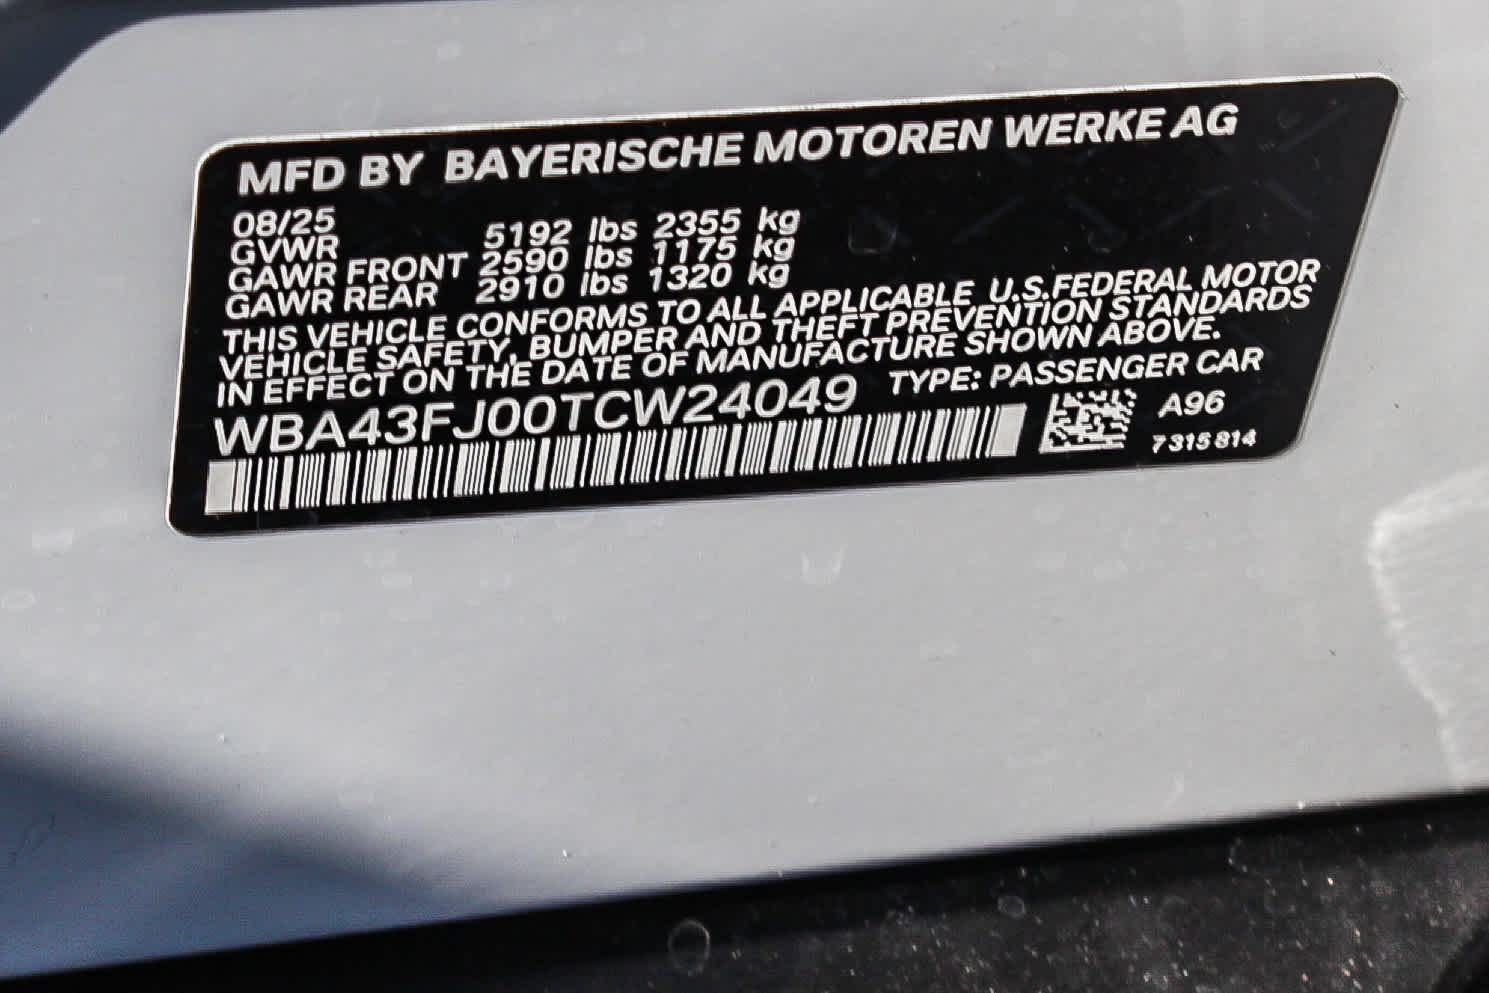 MFD BY BAYERISCHE MOTOREN WERKE AG
08/25
GVWR 5192 lbs 2355 kg
GAWR FRONT 2590 lbs 1175 kg
GAWR REAR 2910 lbs 1320 kg
THIS VEHICLE CONFORMS TO ALL APPLICABLE U.S.FEDERAL MOTOR
VEHICLE SAFETY, BUMPER AND THEFT PREVENTION STANDARDS
IN EFFECT ON THE DATE OF MANUFACTURE SHOWN ABOVE.
WBA43FJ00TCW24049 TYPE: PASSENGER CAR
A96
7315814